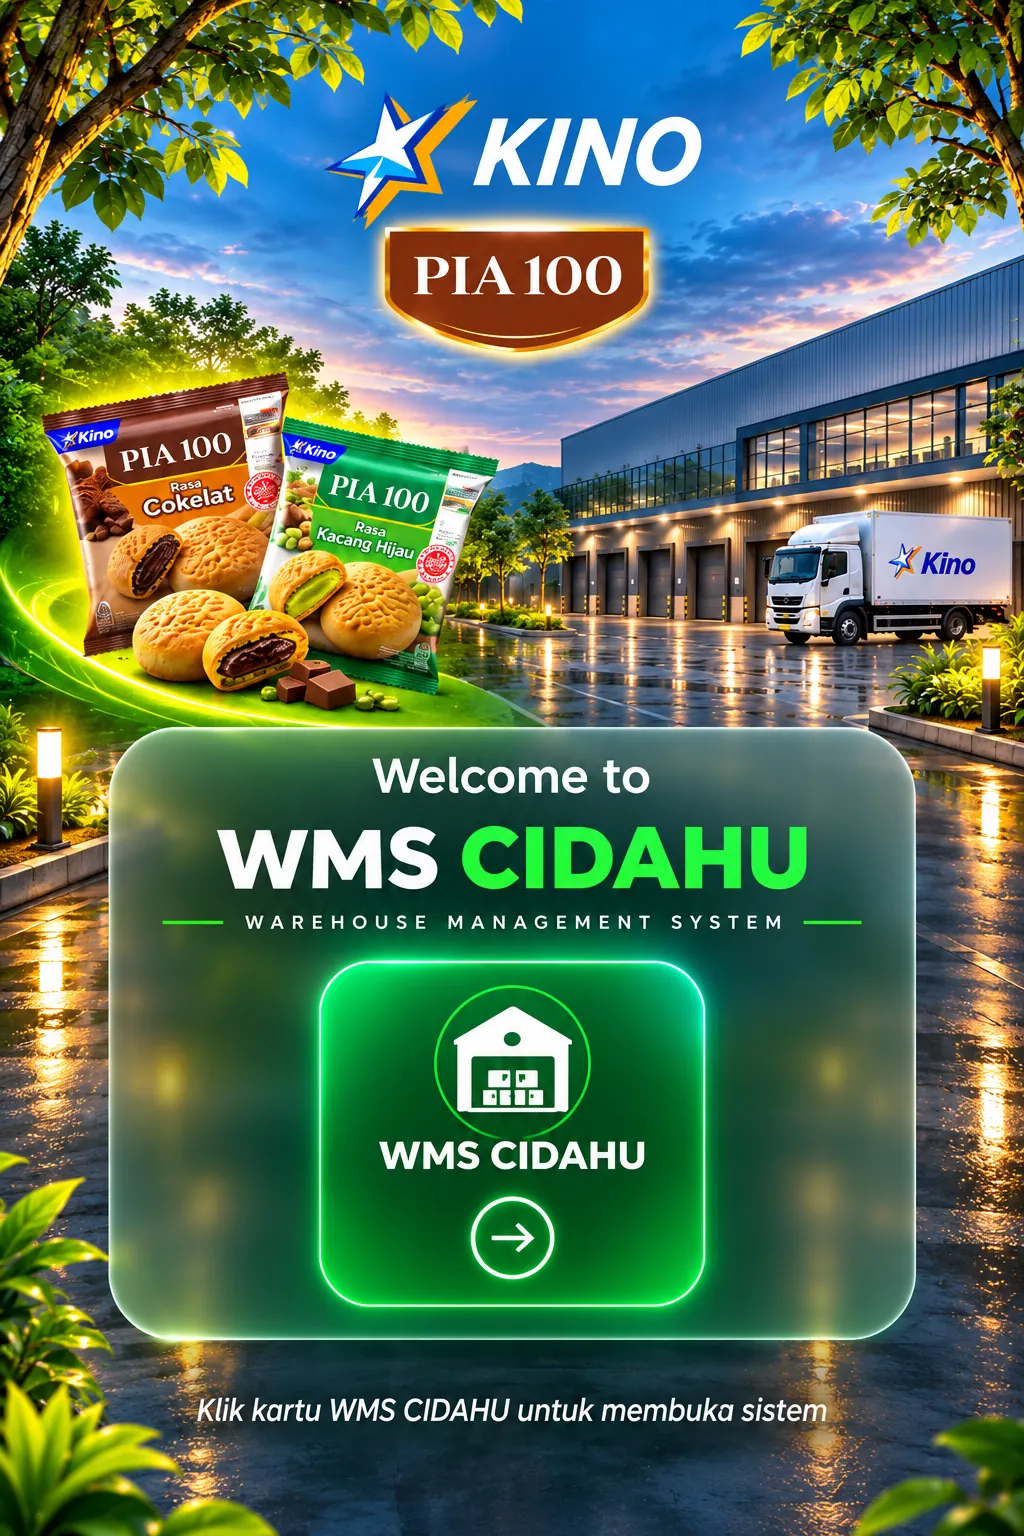 KINO
PIA 100
Kino
PIA 100
Rasa
Cokelat
Kino
PIA 100
Rasa
Kacang Hijau
Kino
Welcome to
WMS CIDAHU
WAREHOUSE MANAGEMENT SYSTEM
WMS CIDAHU
Klik kartu WMS CIDAHU untuk membuka sistem